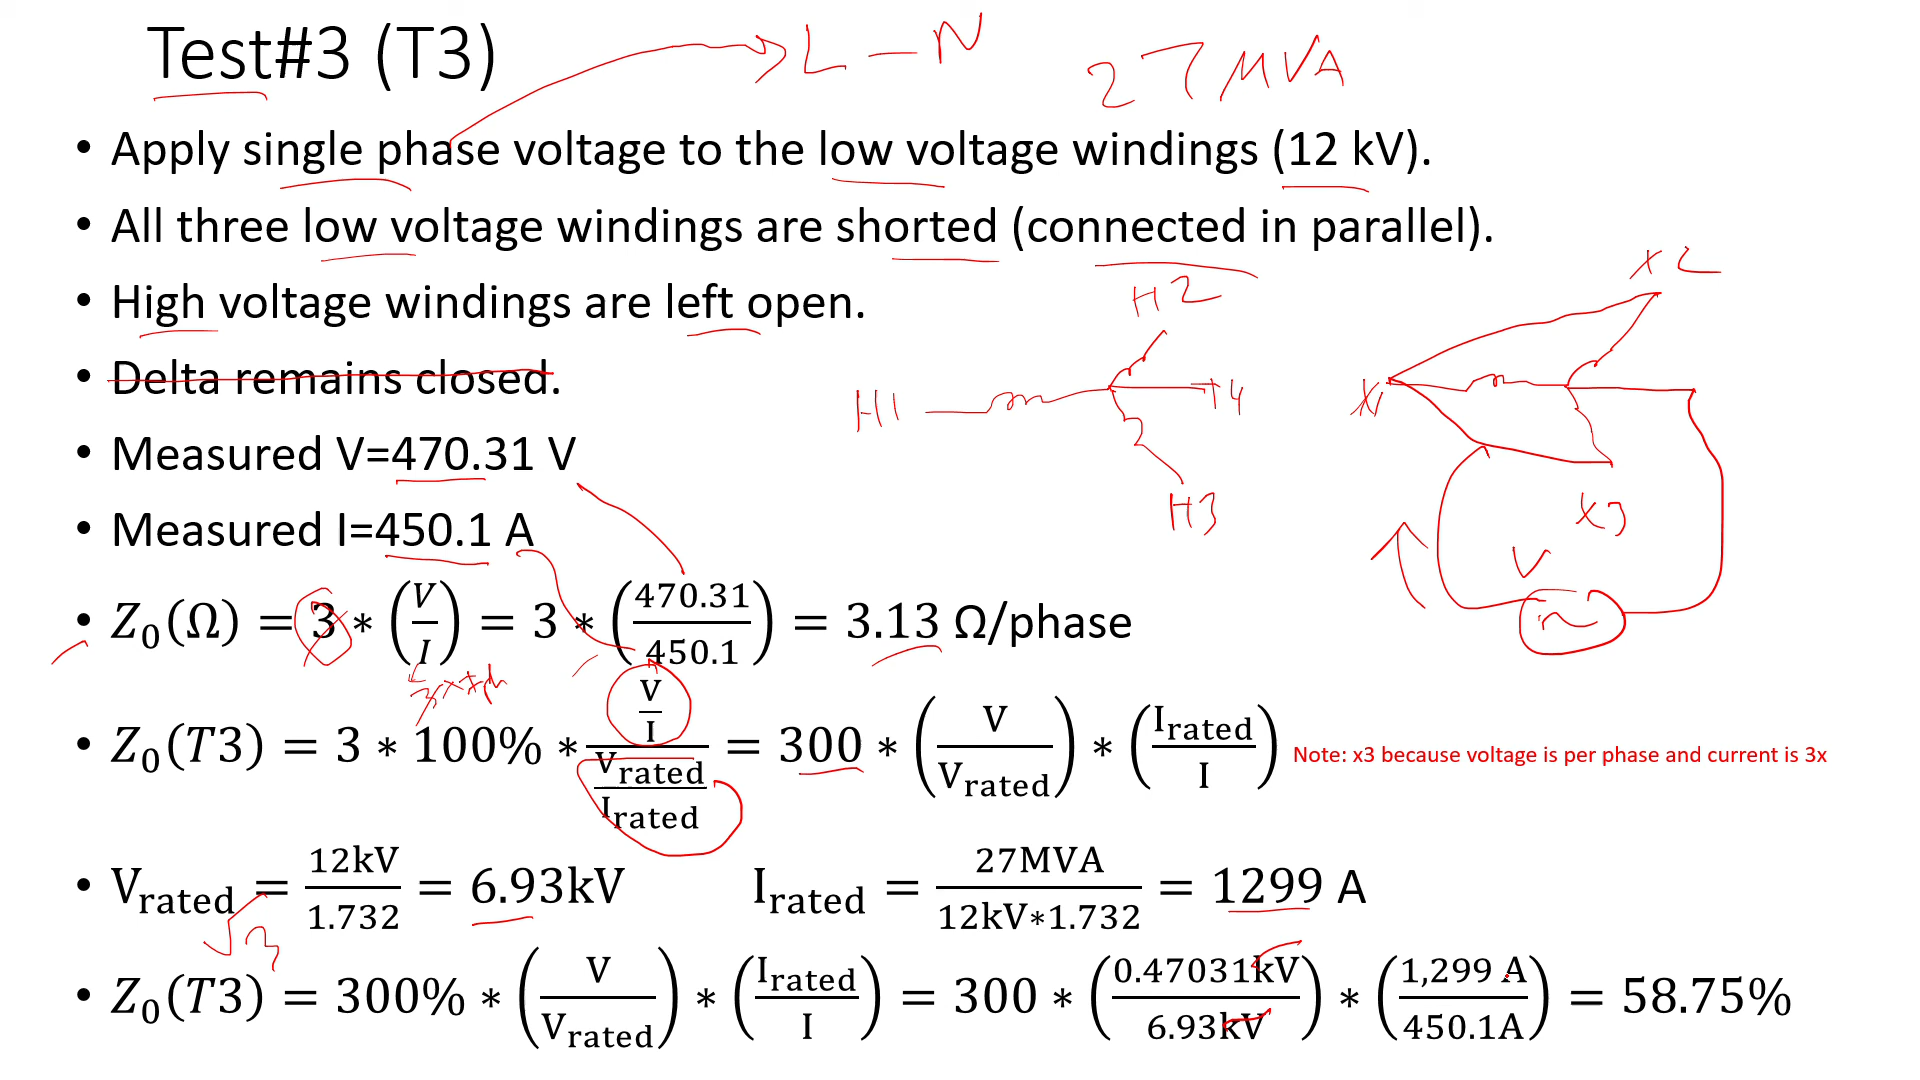 Test#3 (T3)
L - N
27 MVA
• Apply single phase voltage to the low voltage windings (12 kV).
• All three low voltage windings are shorted (connected in parallel).
• High voltage windings are left open.
• Delta remains closed.
• Measured V=470.31 V
• Measured I=450.1 A
H1
H2
H3
X1
X2
X3
V
• Z₀(Ω) = 3 ∗ (V/I) = 3 ∗ (470.31/450.1) = 3.13 Ω/phase
• Z₀(T3) = 3 ∗ 100% ∗ (V/I)/(Vrated/Irated) = 300 ∗ (V/Vrated) ∗ (Irated/I)
Note: x3 because voltage is per phase and current is 3x
• Vrated = 12kV/1.732 = 6.93kV Irated = 27MVA/12kV∗1.732 = 1299 A
√3
• Z₀(T3) = 300% ∗ (V/Vrated) ∗ (Irated/I) = 300 ∗ (0.47031kV/6.93kV) ∗ (1,299 A/450.1A) = 58.75%